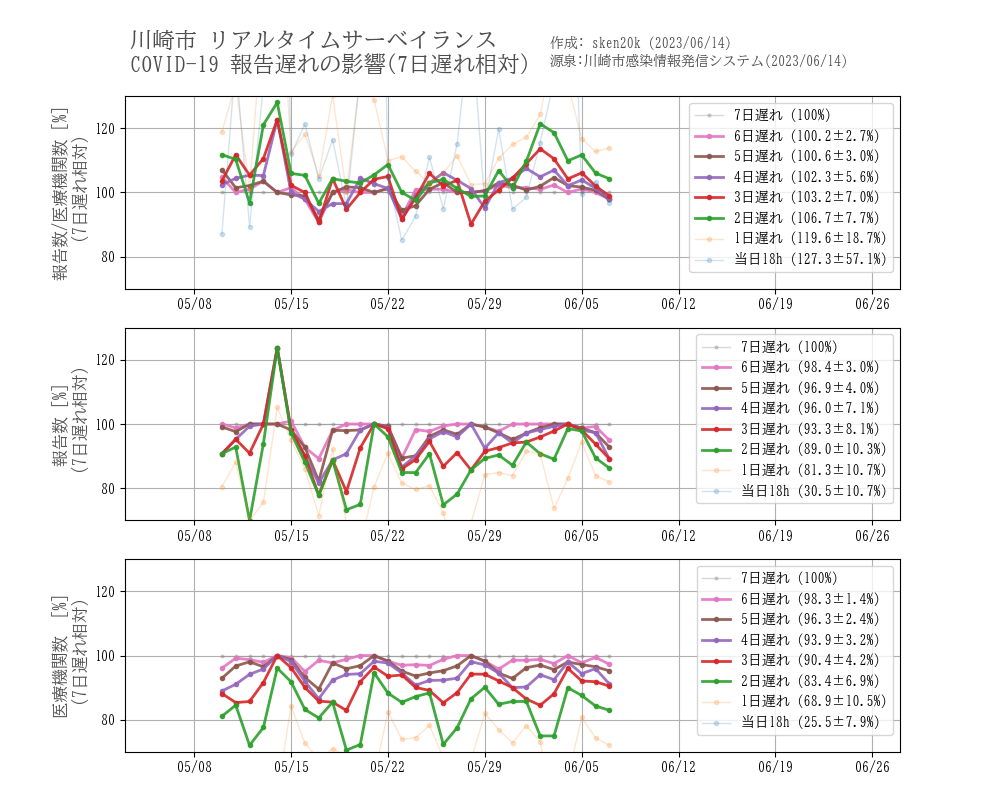 川崎市 リアルタイムサーベイランス
COVID-19 報告遅れの影響(7日遅れ相対)
作成: sken20k (2023/06/14)
源泉:川崎市感染情報発信システム(2023/06/14)
報告数/医療機関数 [%]
(7日遅れ相対)
120
100
80
7日遅れ (100%)
6日遅れ (100.2±2.7%)
5日遅れ (100.6±3.0%)
4日遅れ (102.3±5.6%)
3日遅れ (103.2±7.0%)
2日遅れ (106.7±7.7%)
1日遅れ (119.6±18.7%)
当日18h (127.3±57.1%)
05/08 05/15 05/22 05/29 06/05 06/12 06/19 06/26
報告数 [%]
(7日遅れ相対)
120
100
80
7日遅れ (100%)
6日遅れ (98.4±3.0%)
5日遅れ (96.9±4.0%)
4日遅れ (96.0±7.1%)
3日遅れ (93.3±8.1%)
2日遅れ (89.0±10.3%)
1日遅れ (81.3±10.7%)
当日18h (30.5±10.7%)
05/08 05/15 05/22 05/29 06/05 06/12 06/19 06/26
医療機関数 [%]
(7日遅れ相対)
120
100
80
7日遅れ (100%)
6日遅れ (98.3±1.4%)
5日遅れ (96.3±2.4%)
4日遅れ (93.9±3.2%)
3日遅れ (90.4±4.2%)
2日遅れ (83.4±6.9%)
1日遅れ (68.9±10.5%)
当日18h (25.5±7.9%)
05/08 05/15 05/22 05/29 06/05 06/12 06/19 06/26